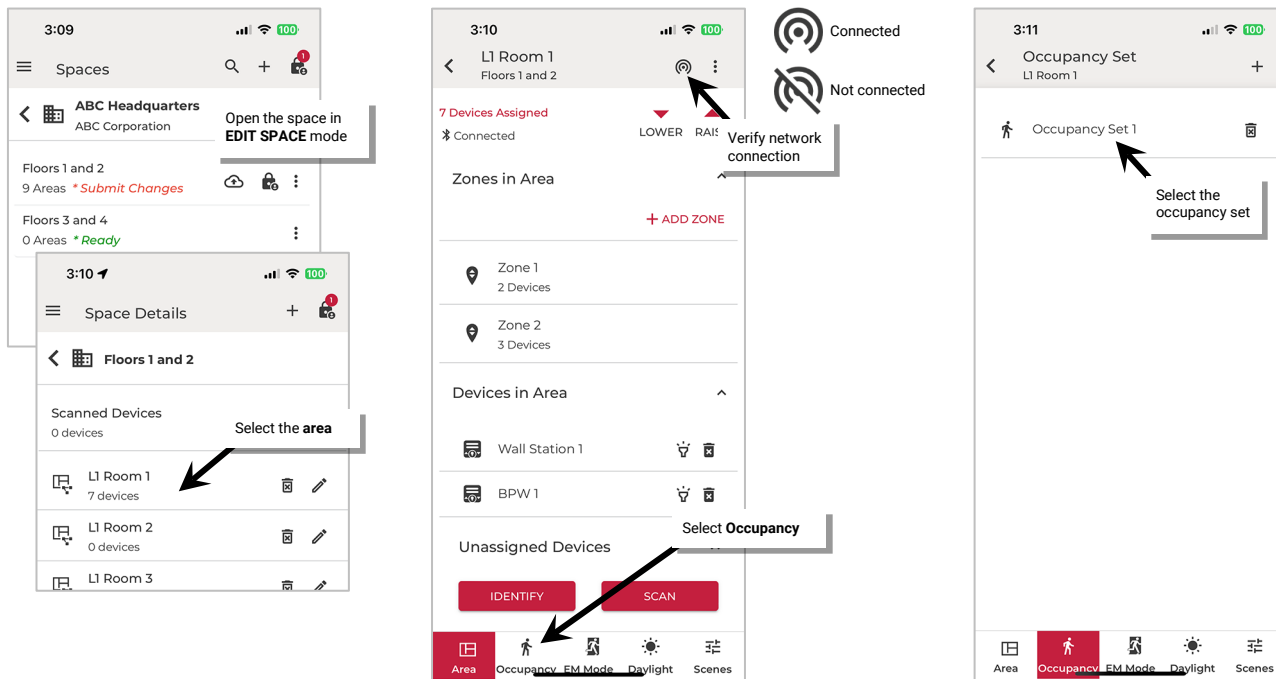 3:09
100
Spaces
1
ABC Headquarters
ABC Corporation
Open the space in
EDIT SPACE mode
Floors 1 and 2
9 Areas * Submit Changes
Floors 3 and 4
0 Areas * Ready
3:10
100
Space Details
1
Floors 1 and 2
Scanned Devices
0 devices
Select the area
L1 Room 1
7 devices
L1 Room 2
0 devices
L1 Room 3
3:10
100
L1 Room 1
Floors 1 and 2
7 Devices Assigned
Connected
LOWER
Verify network
connection
Zones in Area
+ ADD ZONE
Zone 1
2 Devices
Zone 2
3 Devices
Devices in Area
Wall Station 1
BPW 1
Select Occupancy
Unassigned Devices
IDENTIFY
SCAN
Area
Occupancy
EM Mode
Daylight
Scenes
Connected
Not connected
3:11
100
Occupancy Set
L1 Room 1
Occupancy Set 1
Select the
occupancy set
Area
Occupancy
EM Mode
Daylight
Scenes